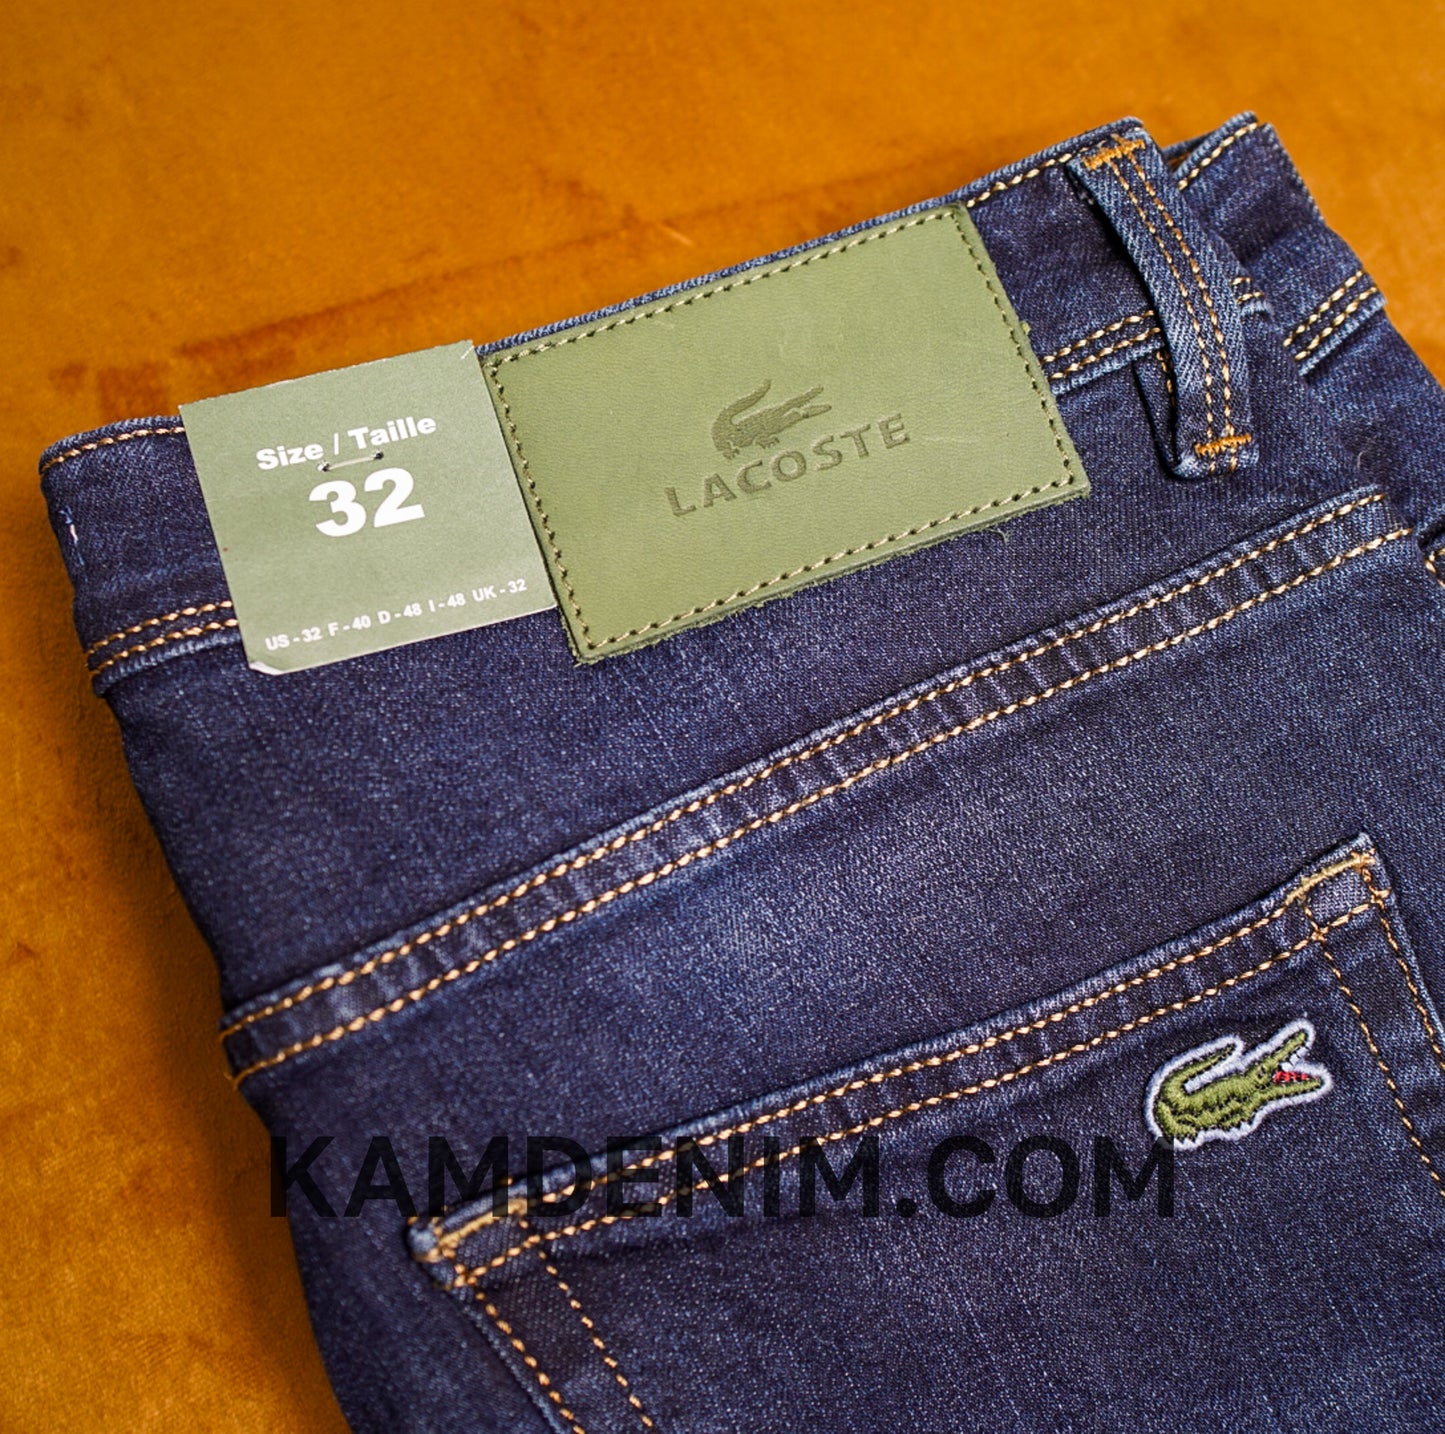 Size / Taille
32
US - 32 F - 40 D - 48 I - 48 UK - 32
LACOSTE
KAMDENIM.COM